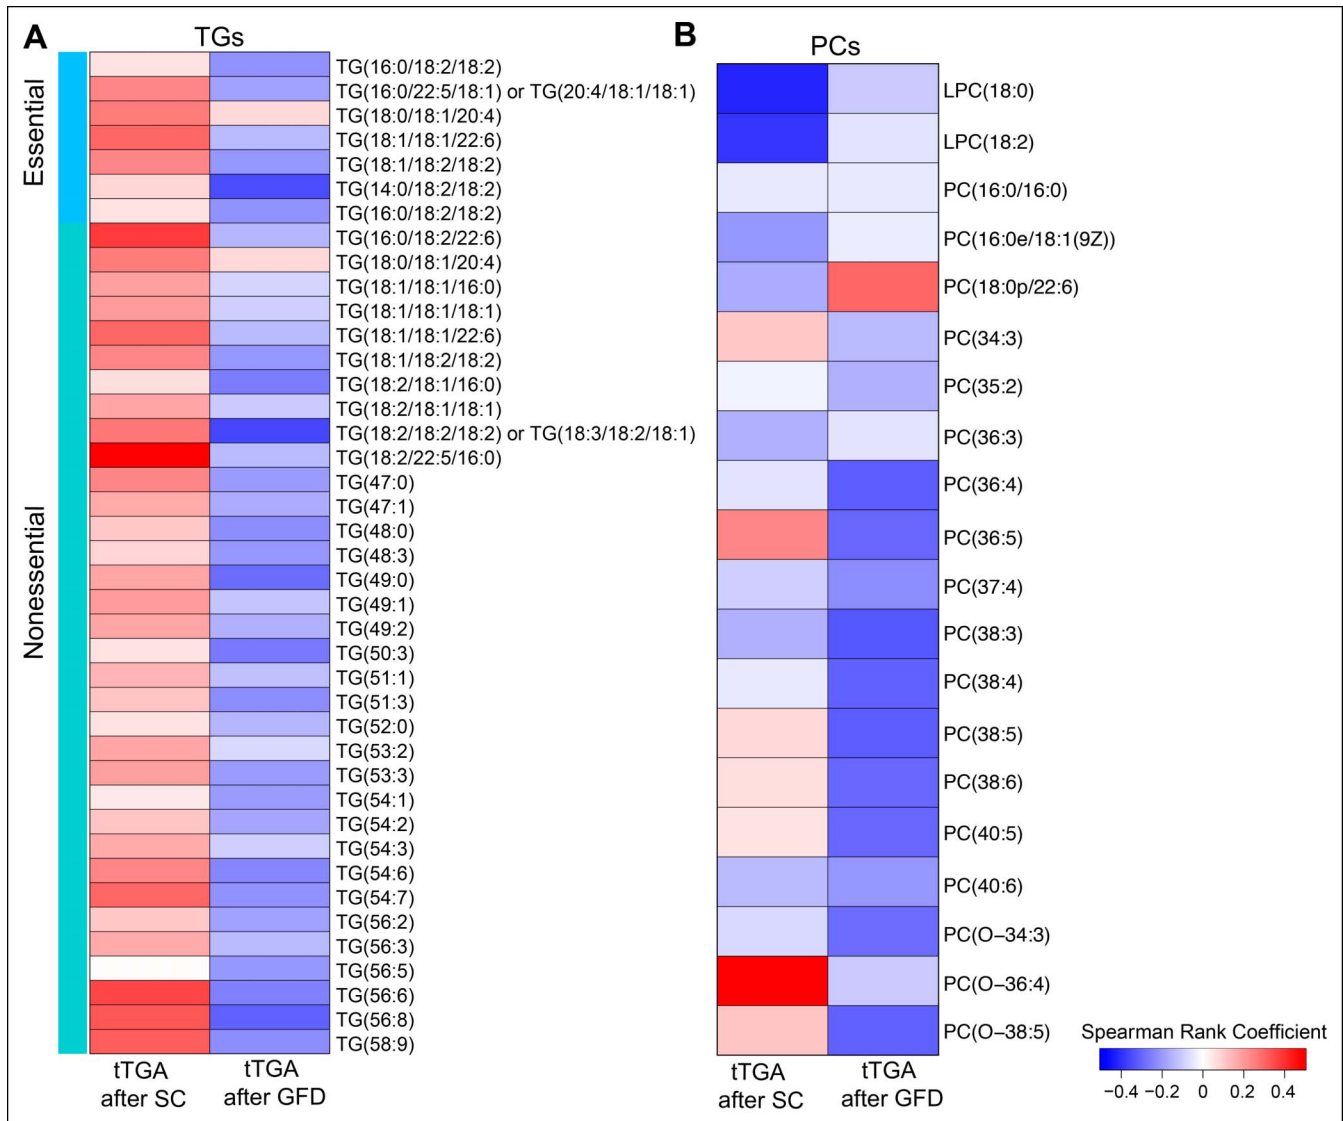 A
TGs
Essential
Nonessential
TG(16:0/18:2/18:2)
TG(16:0/22:5/18:1) or TG(20:4/18:1/18:1)
TG(18:0/18:1/20:4)
TG(18:1/18:1/22:6)
TG(18:1/18:2/18:2)
TG(14:0/18:2/18:2)
TG(16:0/18:2/18:2)
TG(16:0/18:2/22:6)
TG(18:0/18:1/20:4)
TG(18:1/18:1/16:0)
TG(18:1/18:1/18:1)
TG(18:1/18:1/22:6)
TG(18:1/18:2/18:2)
TG(18:2/18:1/16:0)
TG(18:2/18:1/18:1)
TG(18:2/18:2/18:2) or TG(18:3/18:2/18:1)
TG(18:2/22:5/16:0)
TG(47:0)
TG(47:1)
TG(48:0)
TG(48:3)
TG(49:0)
TG(49:1)
TG(49:2)
TG(50:3)
TG(51:1)
TG(51:3)
TG(52:0)
TG(53:2)
TG(53:3)
TG(54:1)
TG(54:2)
TG(54:3)
TG(54:6)
TG(54:7)
TG(56:2)
TG(56:3)
TG(56:5)
TG(56:6)
TG(56:8)
TG(58:9)
tTGA
after SC
tTGA
after GFD
B
PCs
LPC(18:0)
LPC(18:2)
PC(16:0/16:0)
PC(16:0e/18:1(9Z))
PC(18:0p/22:6)
PC(34:3)
PC(35:2)
PC(36:3)
PC(36:4)
PC(36:5)
PC(37:4)
PC(38:3)
PC(38:4)
PC(38:5)
PC(38:6)
PC(40:5)
PC(40:6)
PC(O−34:3)
PC(O−36:4)
PC(O−38:5)
tTGA
after SC
tTGA
after GFD
Spearman Rank Coefficient
−0.4 −0.2 0 0.2 0.4